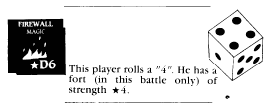 FIREWALL
MAGIC
★D6
This player rolls a "4". He has a
fort (in this battle only) of
strength ★4.